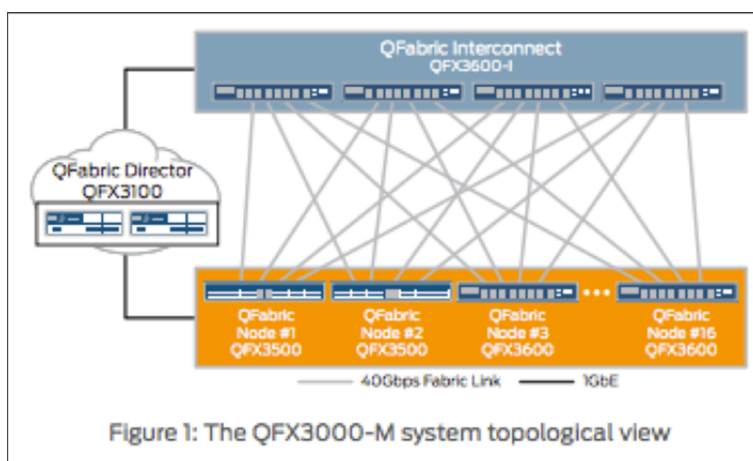 QFabric Interconnect
QFX3600-I
QFabric Director
QFX3100
QFabric
Node #1
QFX3500
QFabric
Node #2
QFX3500
QFabric
Node #3
QFX3600
QFabric
Node #16
QFX3600
40Gbps Fabric Link
1GbE
Figure 1: The QFX3000-M system topological view